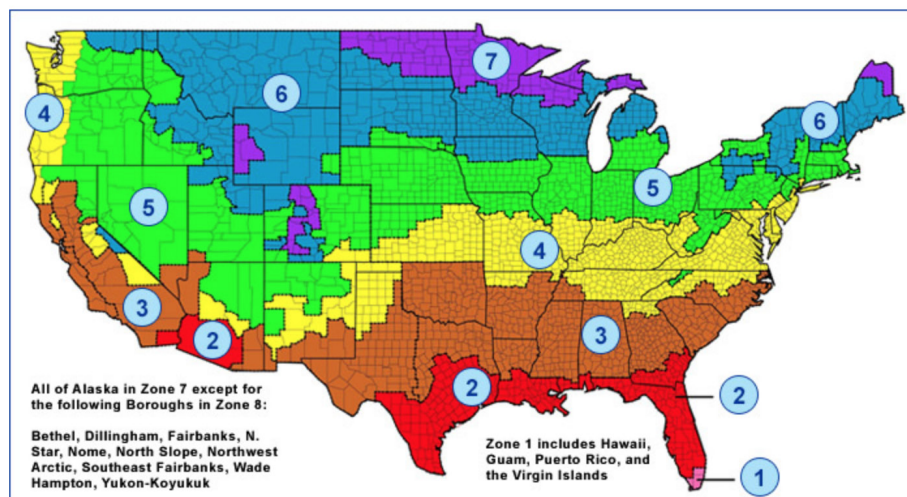 7
6
4
6
5
5
4
3
3
2
2
2
1
All of Alaska in Zone 7 except for
the following Boroughs in Zone 8:
Bethel, Dillingham, Fairbanks, N.
Star, Nome, North Slope, Northwest
Arctic, Southeast Fairbanks, Wade
Hampton, Yukon-Koyukuk
Zone 1 includes Hawaii,
Guam, Puerto Rico, and
the Virgin Islands